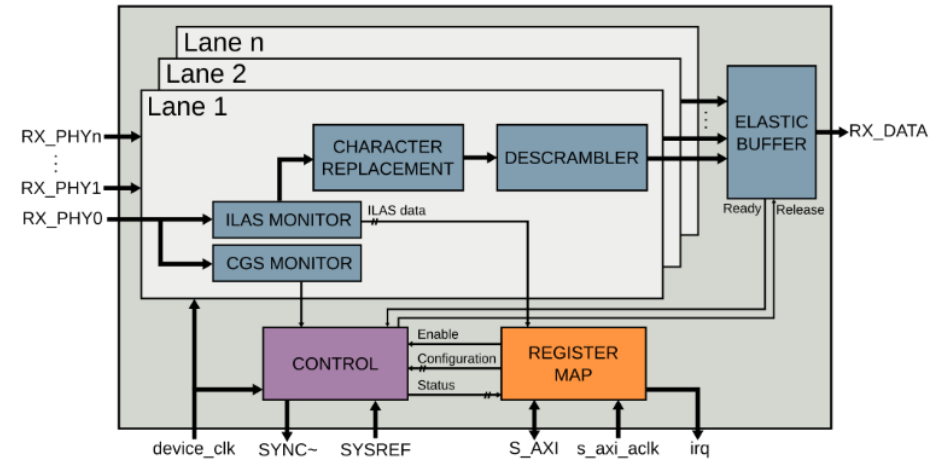 Lane n
Lane 2
Lane 1
RX_PHYn
RX_PHY1
RX_PHY0
CHARACTER
REPLACEMENT
DESCRAMBLER
ELASTIC
BUFFER
RX_DATA
ILAS MONITOR
ILAS data
CGS MONITOR
Ready
Release
CONTROL
Enable
Configuration
Status
REGISTER
MAP
device_clk
SYNC~
SYSREF
S_AXI
s_axi_aclk
irq